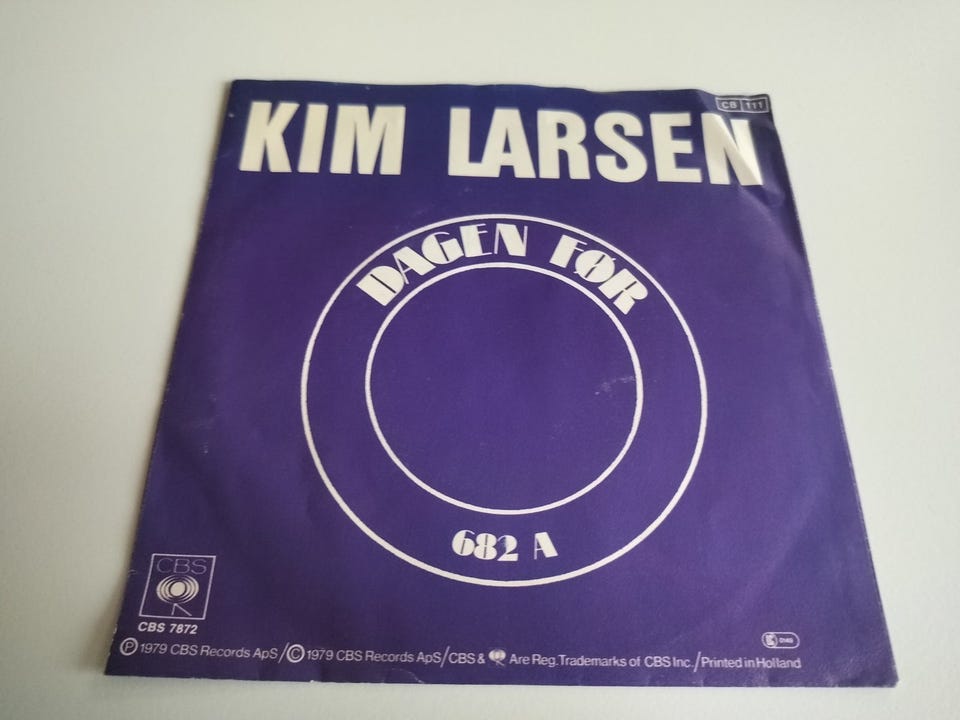 CB 111
KIM LARSEN
DAGEN FØR
682 A
CBS
CBS 7872
Ⓟ 1979 CBS Records ApS/Ⓒ 1979 CBS Records ApS/CBS & Are Reg. Trademarks of CBS Inc./Printed in Holland